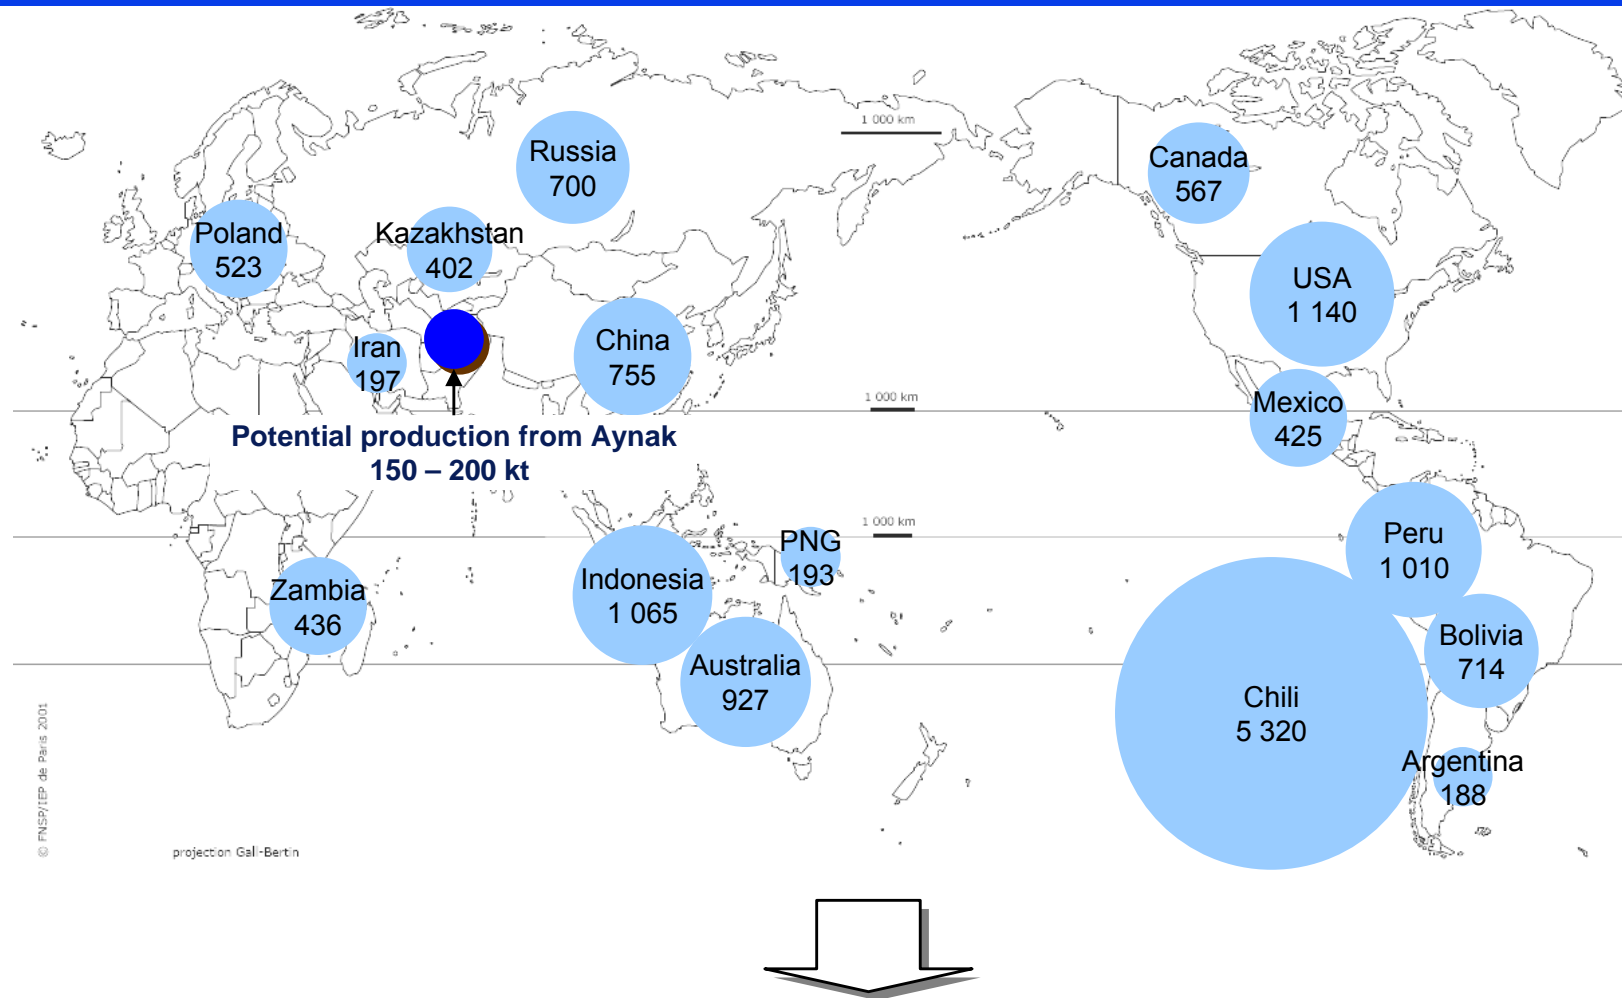 1 000 km
Russia
700
Canada
567
Poland
523
Kazakhstan
402
USA
1 140
Iran
197
China
755
1 000 km
Mexico
425
Potential production from Aynak
150 – 200 kt
1 000 km
PNG
193
Peru
1 010
Indonesia
1 065
Zambia
436
Australia
927
Bolivia
714
Chili
5 320
Argentina
188
© FNSP/IEP de Paris 2001
projection Gall-Bertin